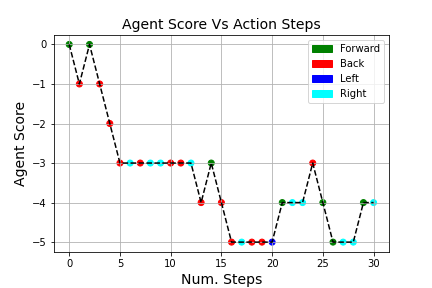 Agent Score Vs Action Steps
Agent Score
0
−1
−2
−3
−4
−5
Forward
Back
Left
Right
0 5 10 15 20 25 30
Num. Steps